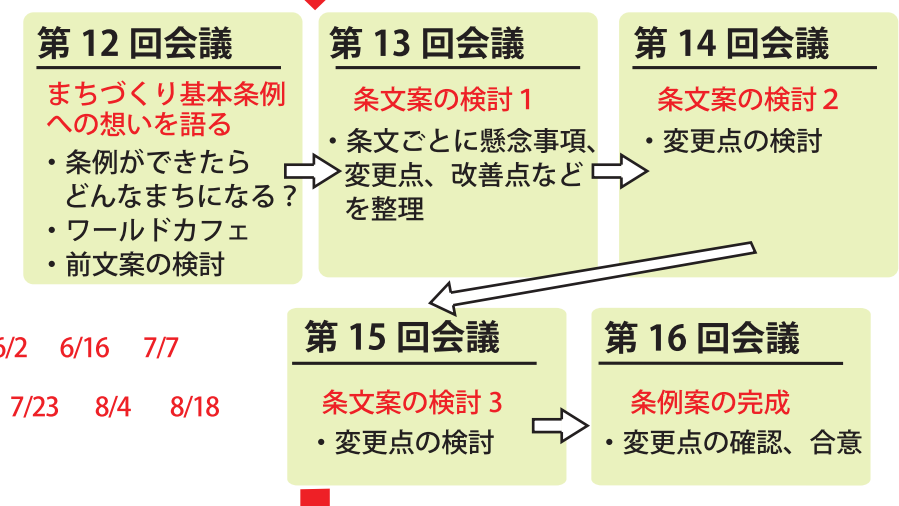 第 12 回会議
まちづくり基本条例
への想いを語る
・条例ができたら
どんなまちになる？
・ワールドカフェ
・前文案の検討
第 13 回会議
条文案の検討 1
・条文ごとに懸念事項、
変更点、改善点など
を整理
第 14 回会議
条文案の検討 2
・変更点の検討
第 15 回会議
条文案の検討 3
・変更点の検討
第 16 回会議
条例案の完成
・変更点の確認、合意
6/16 7/7
7/23 8/4 8/18